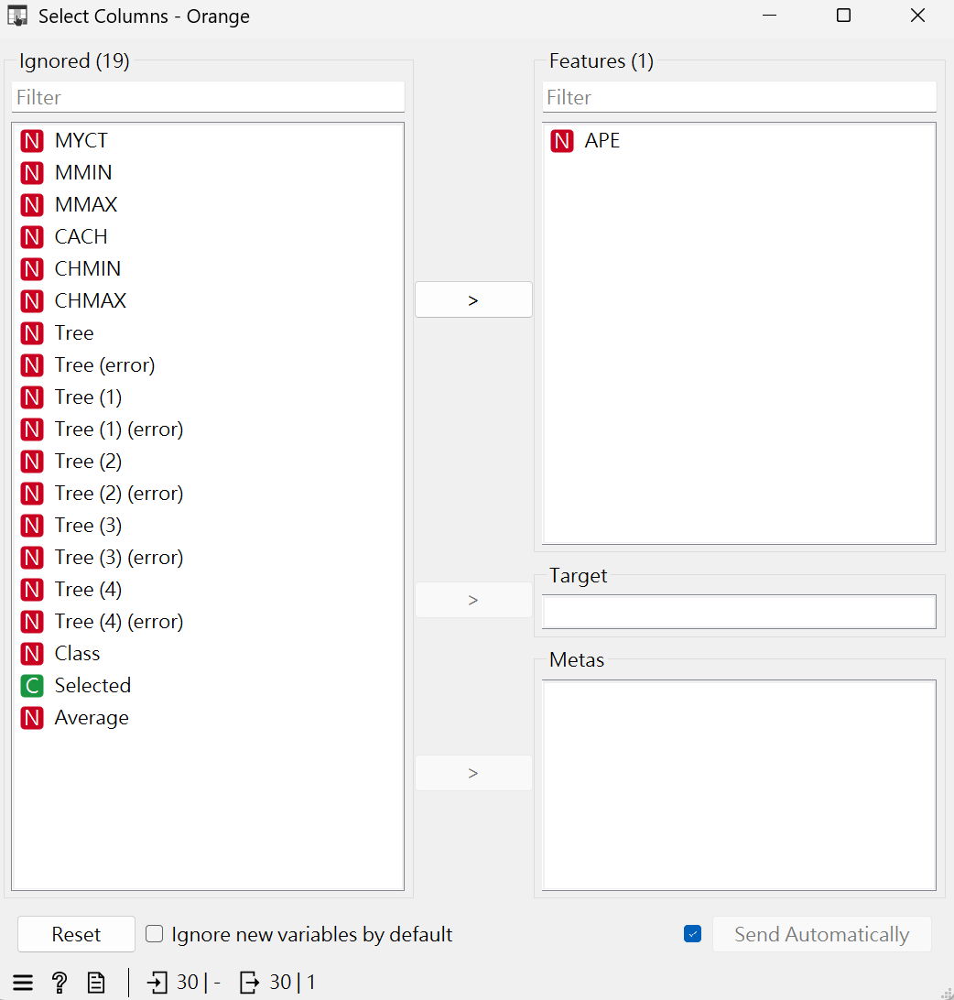 Select Columns - Orange
Ignored (19)
Filter
N MYCT
N MMIN
N MMAX
N CACH
N CHMIN
N CHMAX
N Tree
N Tree (error)
N Tree (1)
N Tree (1) (error)
N Tree (2)
N Tree (2) (error)
N Tree (3)
N Tree (3) (error)
N Tree (4)
N Tree (4) (error)
N Class
C Selected
N Average
>
>
>
Features (1)
Filter
N APE
Target
Metas
Reset
Ignore new variables by default
Send Automatically
? 30 | - 30 | 1